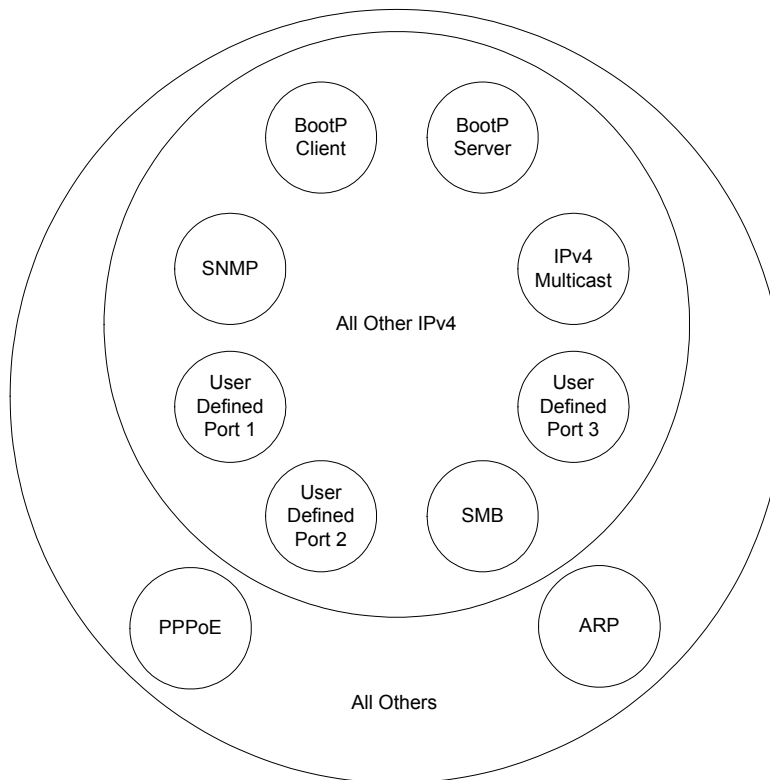 BootP
Client
BootP
Server
SNMP
IPv4
Multicast
All Other IPv4
User
Defined
Port 1
User
Defined
Port 3
User
Defined
Port 2
SMB
PPPoE
ARP
All Others